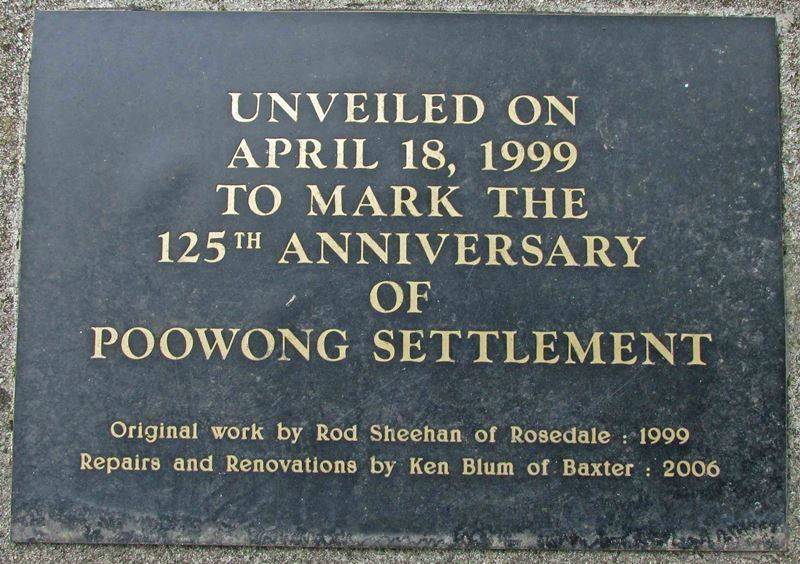 UNVEILED ON
APRIL 18, 1999
TO MARK THE
125TH ANNIVERSARY
OF
POOWONG SETTLEMENT
Original work by Rod Sheehan of Rosedale : 1999
Repairs and Renovations by Ken Blum of Baxter : 2006